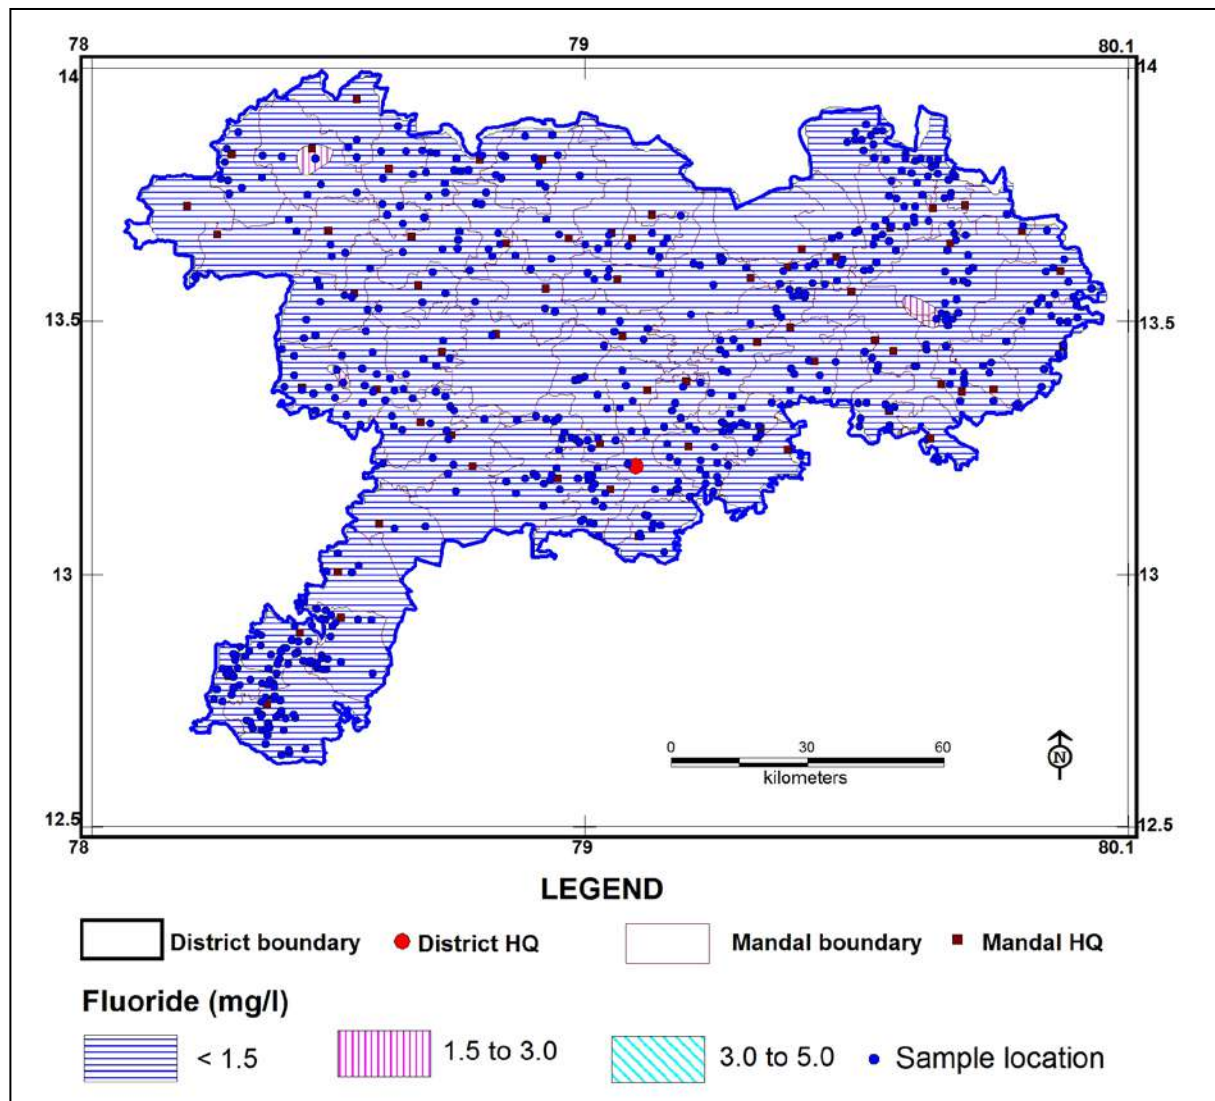 78 79 80.1
14 14
13.5 13.5
13 13
0 30 60
kilometers
N
12.5 12.5
78 79 80.1
LEGEND
District boundary District HQ Mandal boundary Mandal HQ
Fluoride (mg/l)
< 1.5 1.5 to 3.0 3.0 to 5.0 Sample location